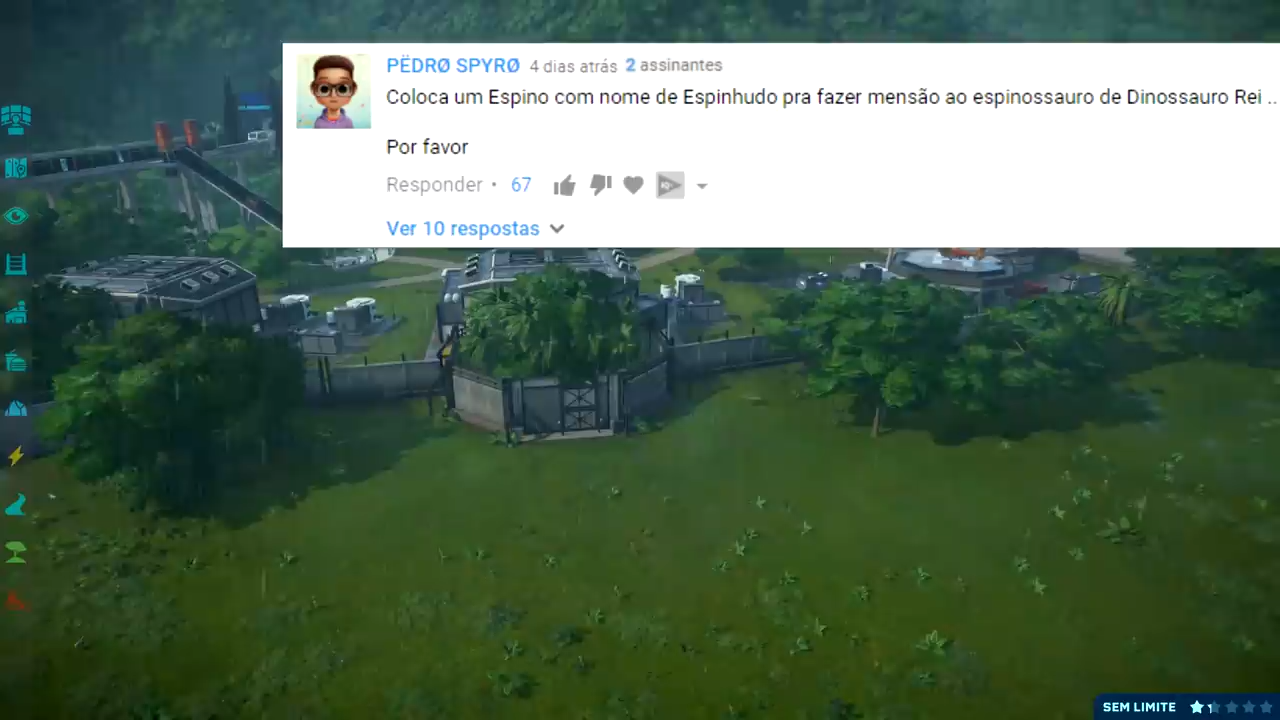 PËDRØ SPYRØ 4 dias atrás 2 assinantes
Coloca um Espino com nome de Espinhudo pra fazer mensão ao espinossauro de Dinossauro Rei ..
Por favor
Responder • 67
Ver 10 respostas
SEM LIMITE